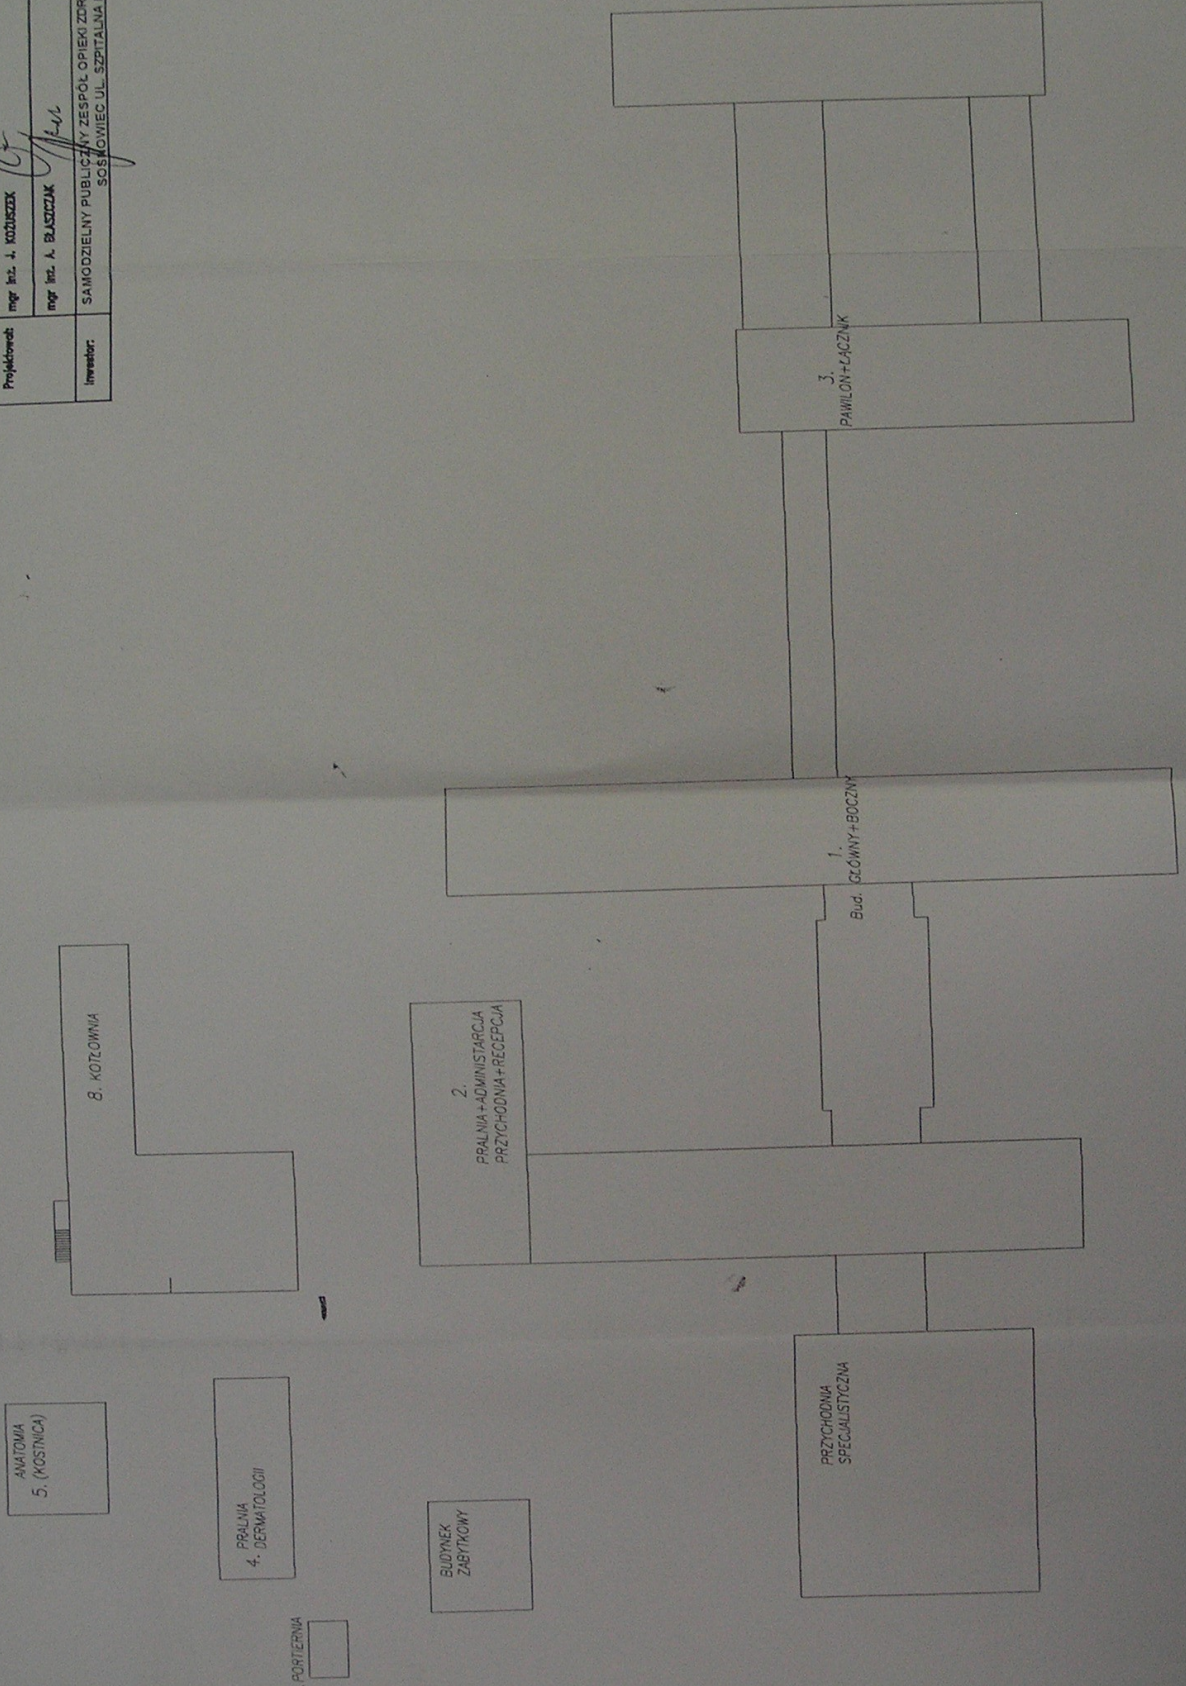 Projektował: mgr inż. J. KOŻUSZEK
mgr inż. A. BŁASZCZAK
Inwestor: SAMODZIELNY PUBLICZNY ZESPÓŁ OPIEKI ZDR
SOSNOWIEC UL. SZPITALNA
ANATOMIA
5. (KOSTNICA)
8. KOTŁOWNIA
PRALNIA
4. DERMATOLOGII
PORTIERNIA
BUDYNEK
ZABYTKOWY
2.
PRALNIA+ADMINISTARCJA
PRZYCHODNIA+RECEPCJA
PRZYCHODNIA
SPECJALISTYCZNA
1.
Bud. GŁÓWNY+BOCZNY
3.
PAWILON+ŁĄCZNIK